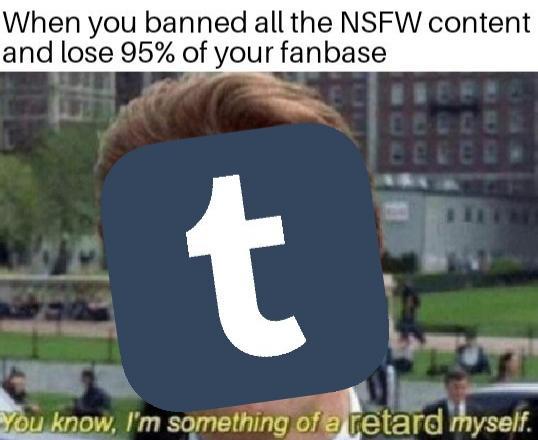 When you banned all the NSFW content
and lose 95% of your fanbase
t
You know, I'm something of a retard myself.